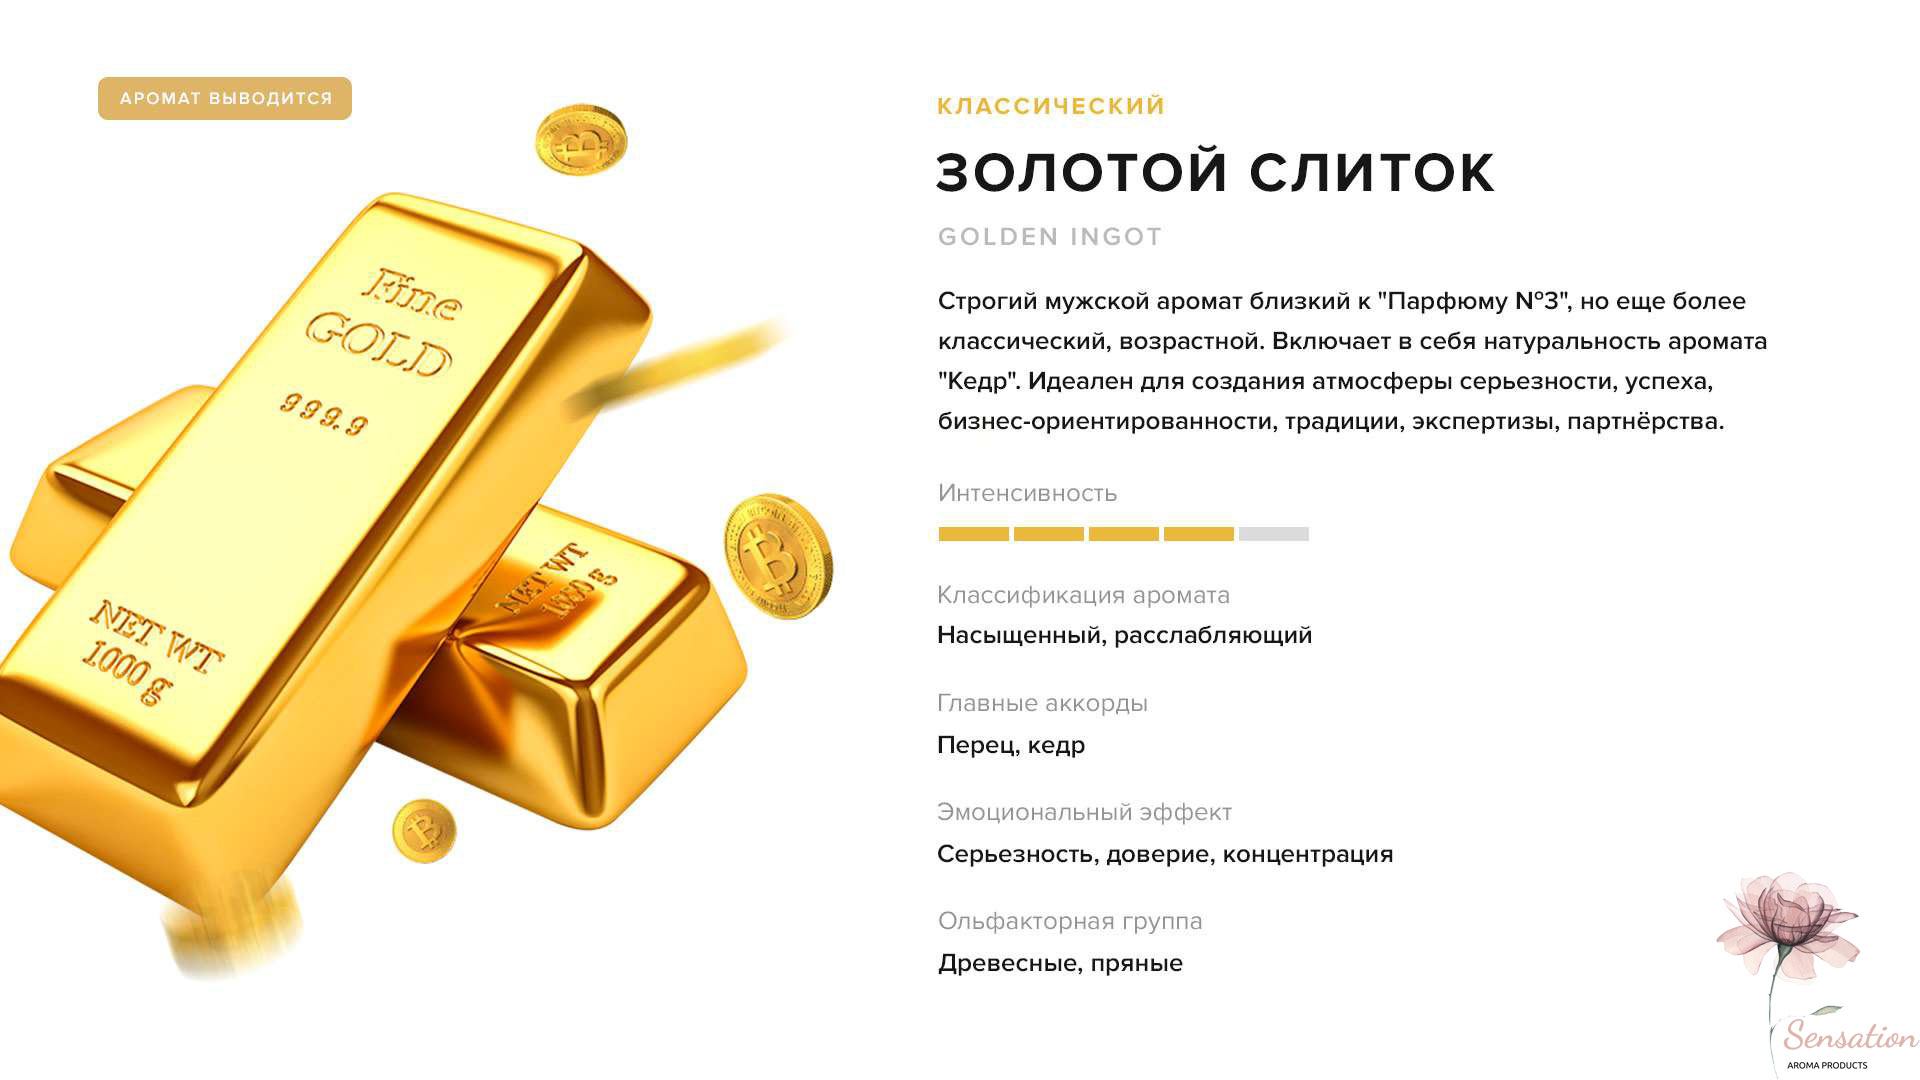 АРОМАТ ВЫВОДИТСЯ
КЛАССИЧЕСКИЙ
ЗОЛОТОЙ СЛИТОК
GOLDEN INGOT
Строгий мужской аромат близкий к "Парфюму №3", но еще более
классический, возрастной. Включает в себя натуральность аромата
"Кедр". Идеален для создания атмосферы серьезности, успеха,
бизнес-ориентированности, традиции, экспертизы, партнёрства.
Интенсивность
Классификация аромата
Насыщенный, расслабляющий
Главные аккорды
Перец, кедр
Эмоциональный эффект
Серьезность, доверие, концентрация
Ольфакторная группа
Древесные, пряные
Fine
GOLD
999.9
NET WT
1000 g
NET WT
1000 g
Sensation
AROMA PRODUCTS